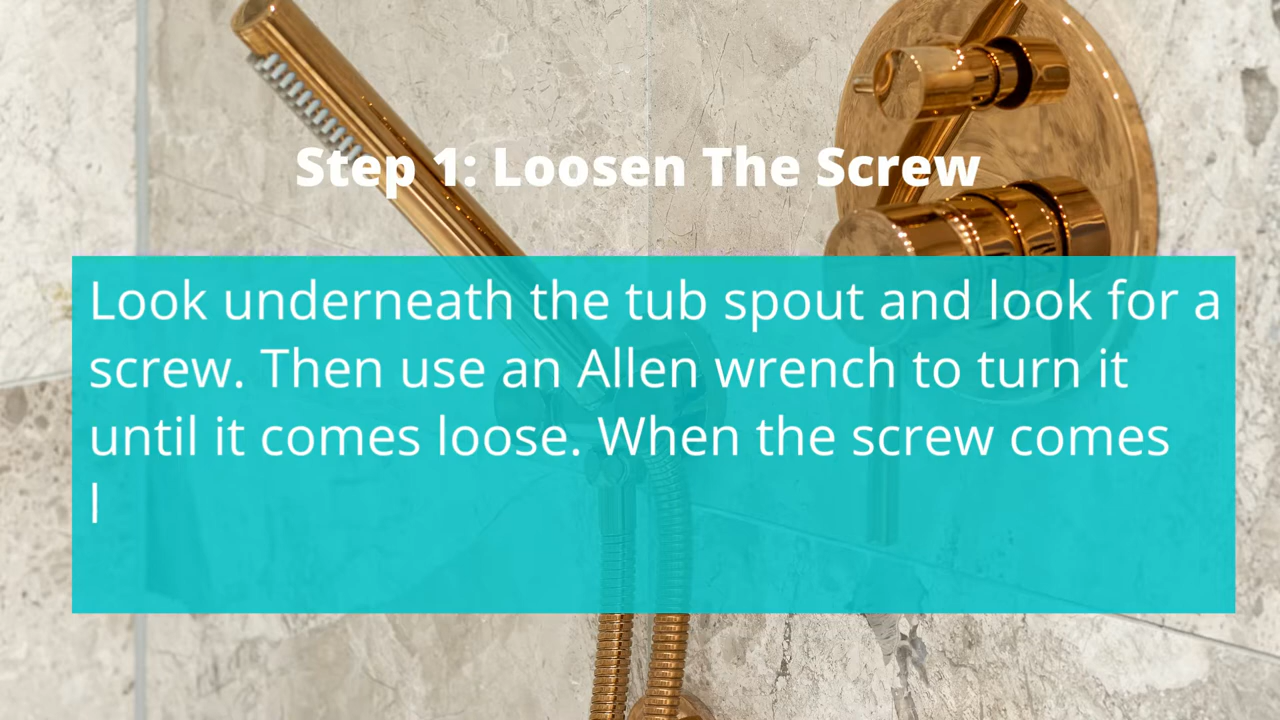 Step 1: Loosen The Screw
Look underneath the tub spout and look for a
screw. Then use an Allen wrench to turn it
until it comes loose. When the screw comes
l